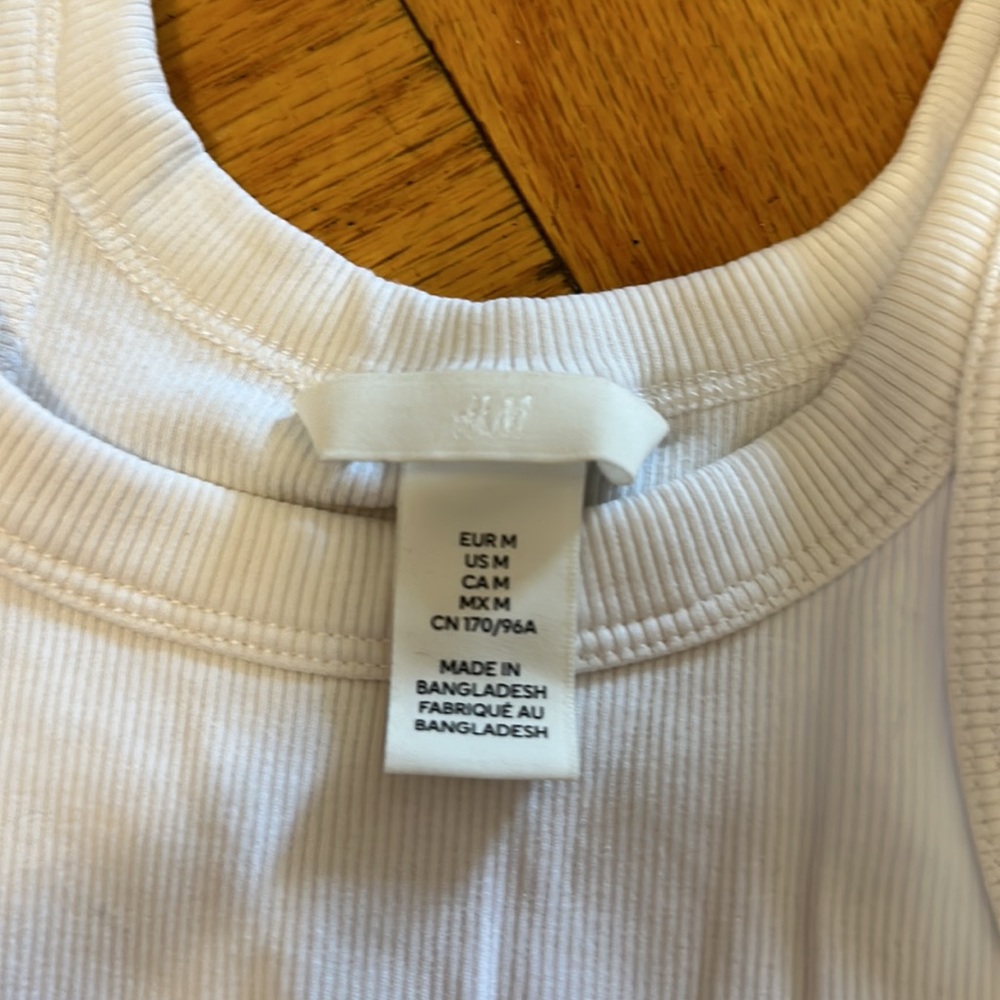 H&M
EUR M
US M
CA M
MX M
CN 170/96A
MADE IN
BANGLADESH
FABRIQUÉ AU
BANGLADESH